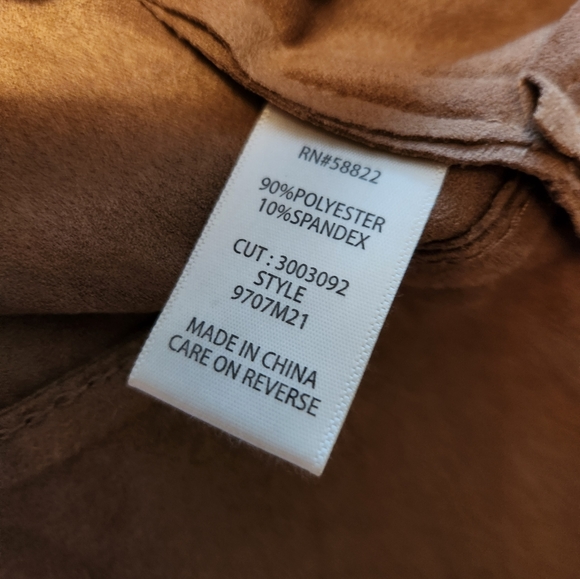 RN#58822
90%POLYESTER
10%SPANDEX
CUT : 3003092
STYLE
9707M21
MADE IN CHINA
CARE ON REVERSE